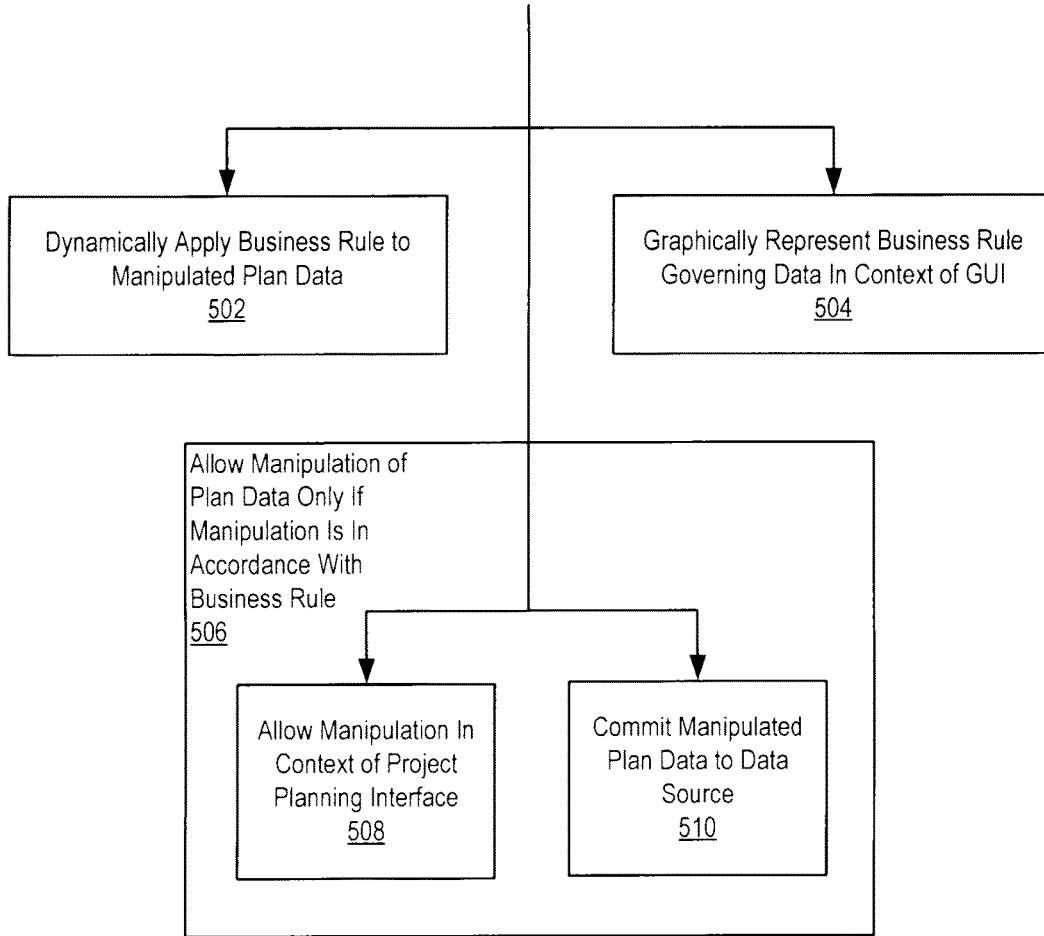 Dynamically Apply Business Rule to
Manipulated Plan Data
502
Graphically Represent Business Rule
Governing Data In Context of GUI
504
Allow Manipulation of
Plan Data Only If
Manipulation Is In
Accordance With
Business Rule
506
Allow Manipulation In
Context of Project
Planning Interface
508
Commit Manipulated
Plan Data to Data
Source
510